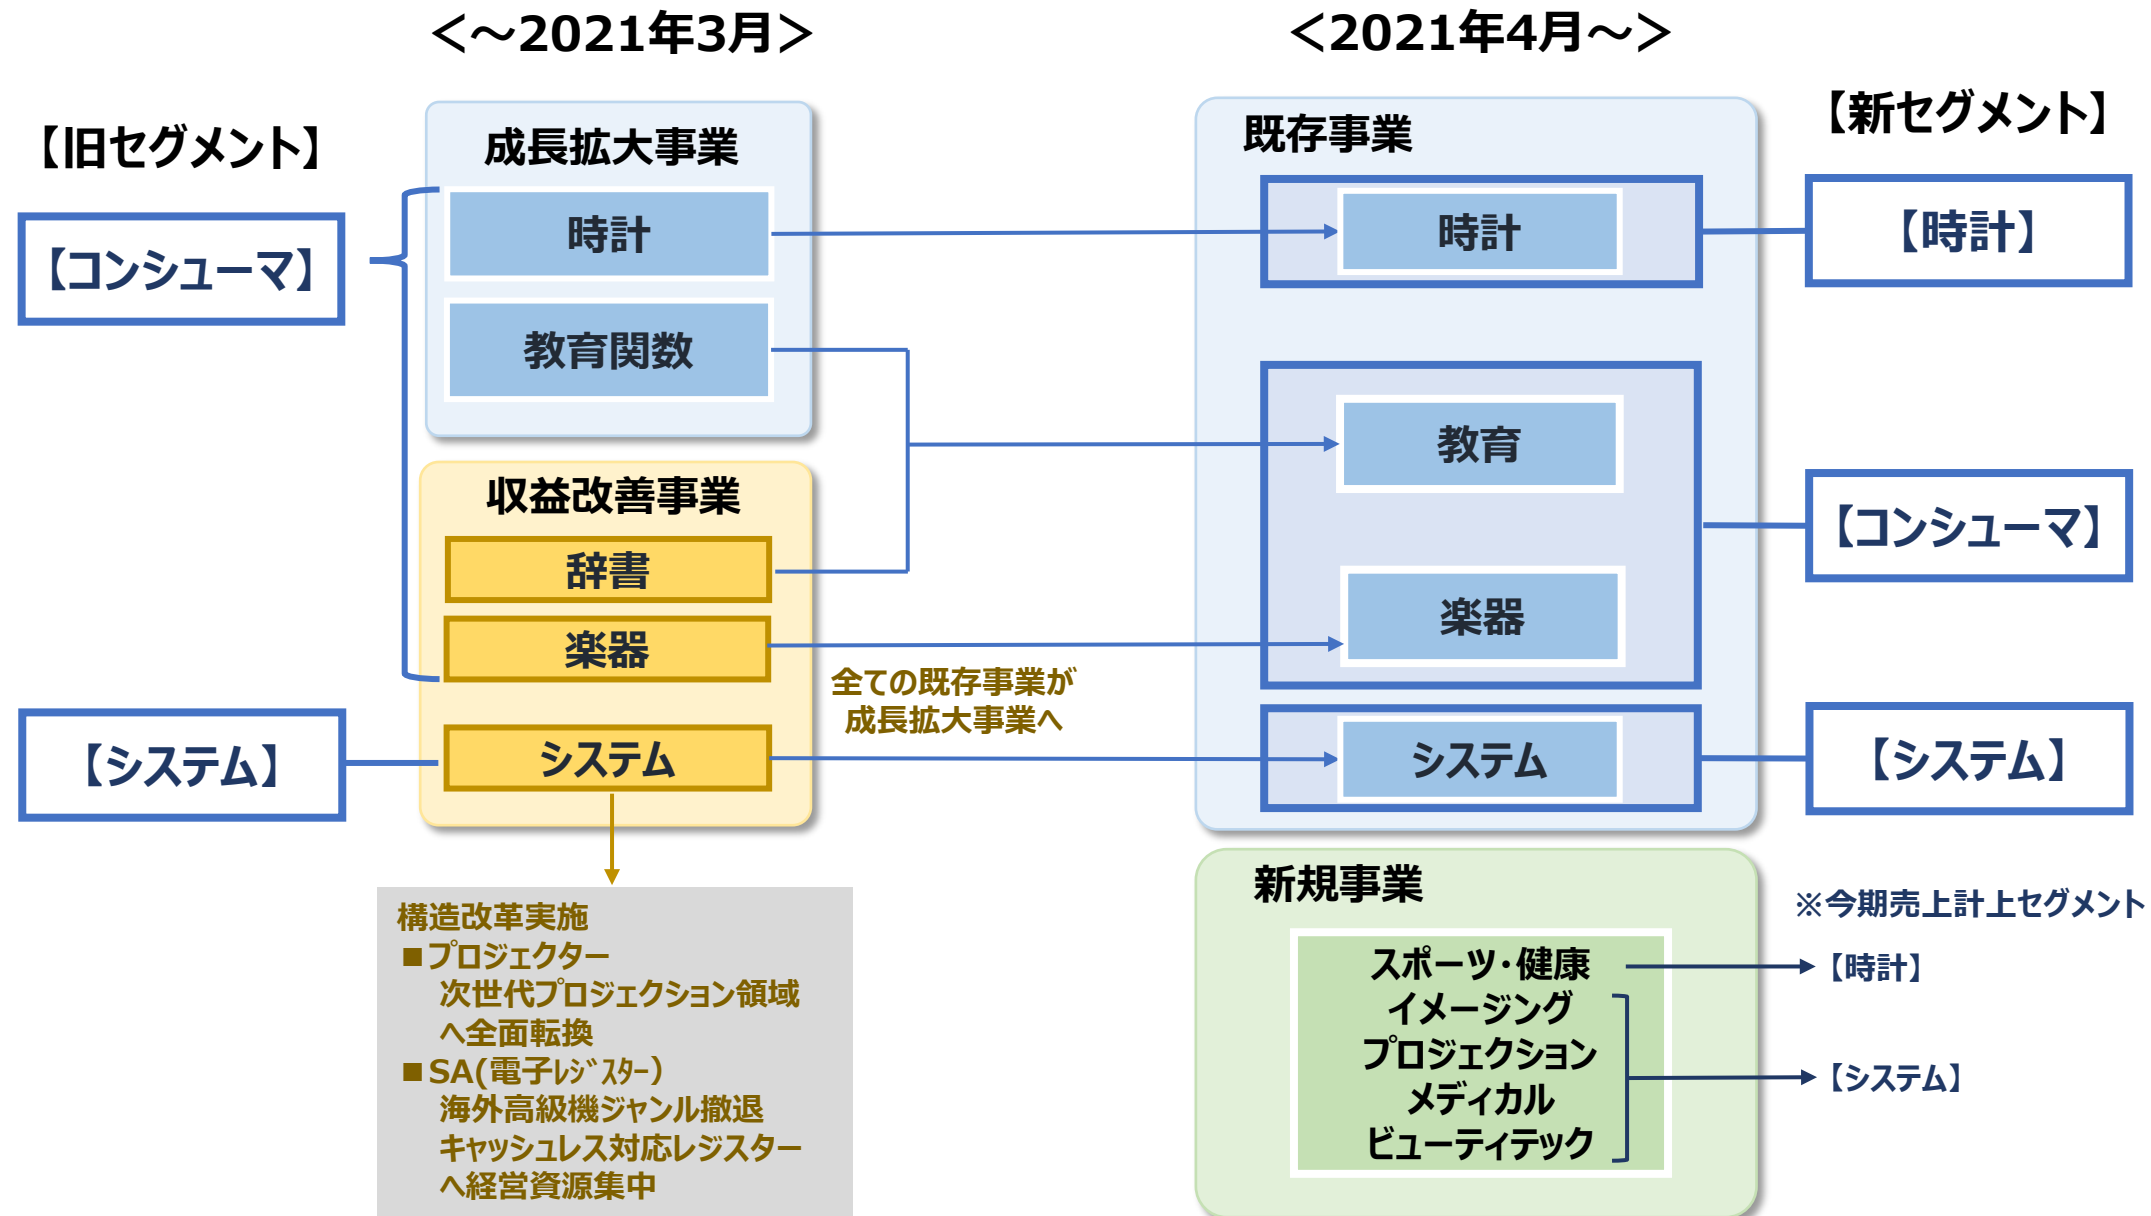 ＜～2021年3月＞
＜2021年4月～＞
【旧セグメント】
【新セグメント】
成長拡大事業
時計
教育関数
【コンシューマ】
収益改善事業
辞書
楽器
システム
【システム】
全ての既存事業が
成長拡大事業へ
構造改革実施
■プロジェクター
次世代プロジェクション領域
へ全面転換
■SA(電子ﾚｼﾞｽﾀｰ）
海外高級機ジャンル撤退
キャッシュレス対応レジスター
へ経営資源集中
既存事業
時計
【時計】
教育
楽器
【コンシューマ】
システム
【システム】
新規事業
スポーツ・健康
イメージング
プロジェクション
メディカル
ビューティテック
※今期売上計上セグメント
【時計】
【システム】